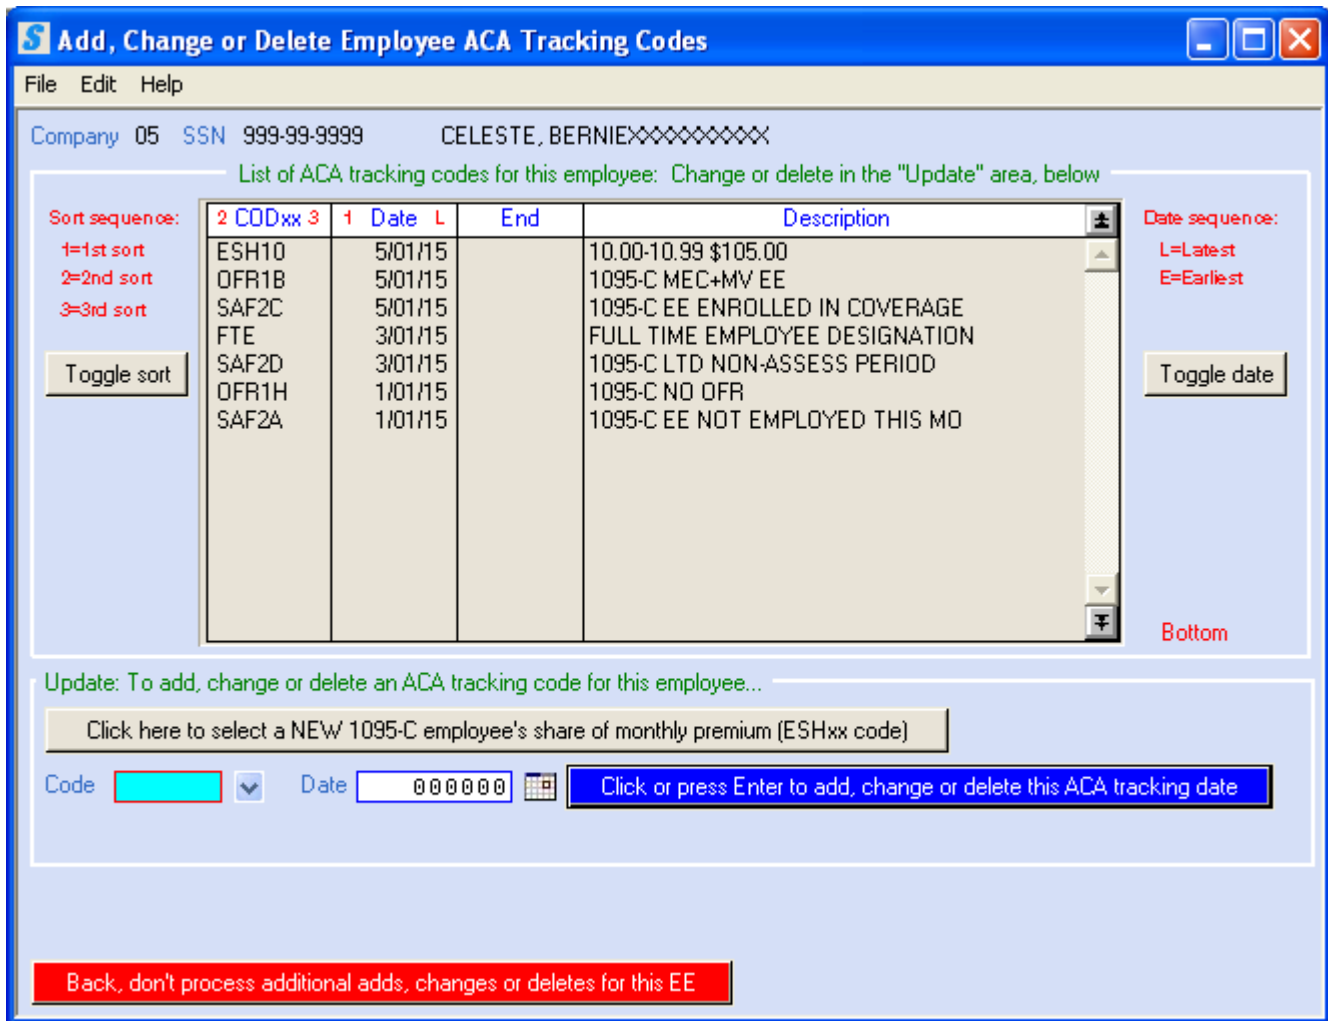 S Add, Change or Delete Employee ACA Tracking Codes
File Edit Help
Company 05 SSN 999-99-9999 CELESTE, BERNIEXXXXXXXXXX
List of ACA tracking codes for this employee: Change or delete in the "Update" area, below
Sort sequence: 2 CODxx 3 1 Date L End Description Date sequence:
1=1st sort ESH10 5/01/15 10.00-10.99 $105.00 L=Latest
2=2nd sort OFR1B 5/01/15 1095-C MEC+MV EE E=Earliest
3=3rd sort SAF2C 5/01/15 1095-C EE ENROLLED IN COVERAGE
FTE 3/01/15 FULL TIME EMPLOYEE DESIGNATION
Toggle sort SAF2D 3/01/15 1095-C LTD NON-ASSESS PERIOD Toggle date
OFR1H 1/01/15 1095-C NO OFR
SAF2A 1/01/15 1095-C EE NOT EMPLOYED THIS MO
Bottom
Update: To add, change or delete an ACA tracking code for this employee...
Click here to select a NEW 1095-C employee's share of monthly premium (ESHxx code)
Code Date 000000 Click or press Enter to add, change or delete this ACA tracking date
Back, don't process additional adds, changes or deletes for this EE